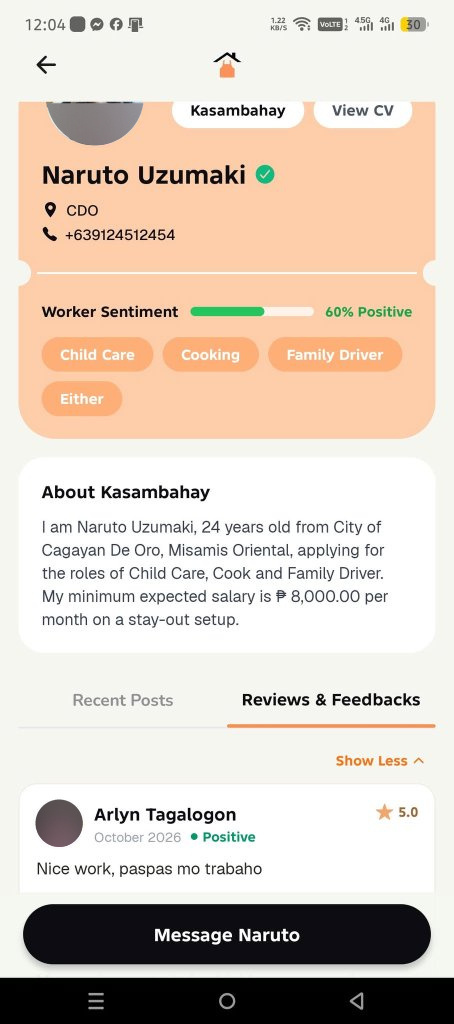 12:04 1.22 KB/S VoLTE 1 2 4.5G 4G 30
Kasambahay View CV
Naruto Uzumaki
CDO
+639124512454
Worker Sentiment 60% Positive
Child Care Cooking Family Driver
Either
About Kasambahay
I am Naruto Uzumaki, 24 years old from City of
Cagayan De Oro, Misamis Oriental, applying for
the roles of Child Care, Cook and Family Driver.
My minimum expected salary is ₱ 8,000.00 per
month on a stay-out setup.
Recent Posts Reviews & Feedbacks
Show Less
Arlyn Tagalogon 5.0
October 2026 • Positive
Nice work, paspas mo trabaho
Message Naruto